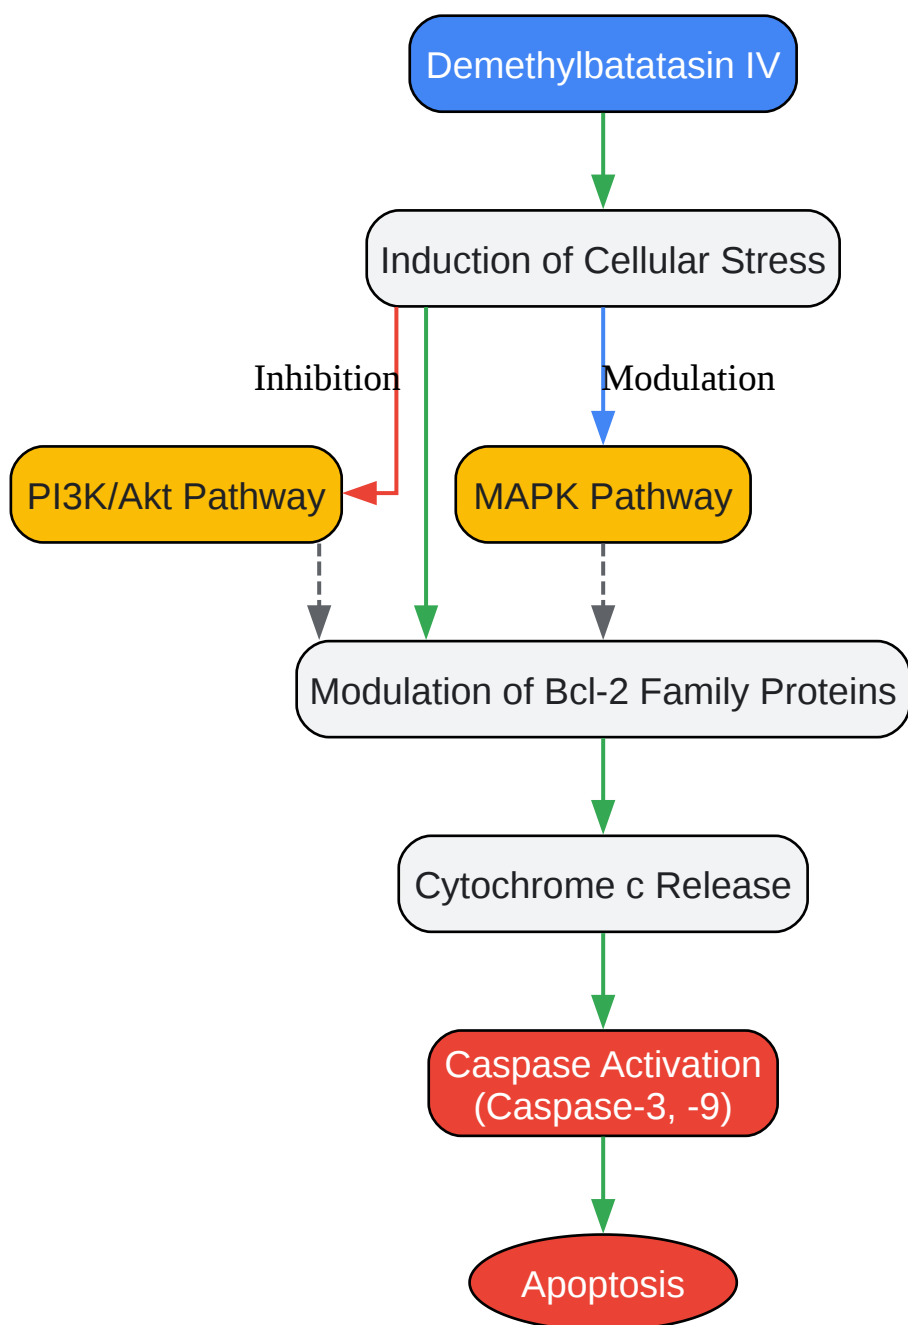 Demethylbatatasin IV
Induction of Cellular Stress
Inhibition
Modulation
PI3K/Akt Pathway
MAPK Pathway
Modulation of Bcl-2 Family Proteins
Cytochrome c Release
Caspase Activation
(Caspase-3, -9)
Apoptosis